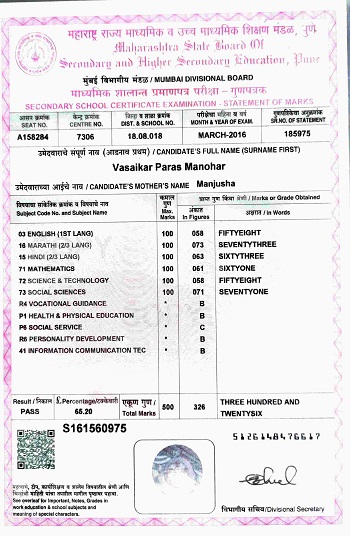 महाराष्ट्र राज्य माध्यमिक व उच्च माध्यमिक शिक्षण मंडळ, पुणे
Maharashtra State Board Of
Secondary and Higher Secondary Education, Pune
मुंबई विभागीय मंडळ / MUMBAI DIVISIONAL BOARD
माध्यमिक शालान्त प्रमाणपत्र परीक्षा - गुणपत्रक
SECONDARY SCHOOL CERTIFICATE EXAMINATION - STATEMENT OF MARKS
आसन क्रमांक केंद्र क्रमांक जिल्हा व शाळा क्रमांक परीक्षेचा महिना व वर्ष गुणपत्रिकेचा अनुक्रमांक
SEAT NO. CENTRE NO. DIST. & SCHOOL NO. MONTH & YEAR OF EXAM. SR.NO. OF STATEMENT
A158284 7306 18.08.018 MARCH-2016 185975
उमेदवाराचे संपूर्ण नाव (आडनाव प्रथम) / CANDIDATE'S FULL NAME (SURNAME FIRST)
Vasaikar Paras Manohar
उमेदवाराच्या आईचे नाव / CANDIDATE'S MOTHER'S NAME Manjusha
विषयाचा सांकेतिक क्रमांक व विषयाचे नाव
Subject Code No. and Subject Name
कमाल गुण Max. Marks
प्राप्त गुण किंवा श्रेणी / Marks or Grade Obtained
अंकात In Figures अक्षरात / In Words
03 ENGLISH (1ST LANG) 100 058 FIFTYEIGHT
16 MARATHI (2/3 LANG) 100 073 SEVENTYTHREE
15 HINDI (2/3 LANG) 100 063 SIXTYTHREE
71 MATHEMATICS 100 061 SIXTYONE
72 SCIENCE & TECHNOLOGY 100 058 FIFTYEIGHT
73 SOCIAL SCIENCES 100 071 SEVENTYONE
R4 VOCATIONAL GUIDANCE * B
P1 HEALTH & PHYSICAL EDUCATION * B
P6 SOCIAL SERVICE * C
R6 PERSONALITY DEVELOPMENT * B
41 INFORMATION COMMUNICATION TEC * B
Result / निकाल £ Percentage/टक्केवारी एकूण गुण / Total Marks 500 326 THREE HUNDRED AND
PASS 65.20 TWENTYSIX
S161560975
5126148476617
See overleaf for Important, Notes, Grades in
work education & school subjects and
meaning of special characters.
विभागीय सचिव/Divisional Secretary